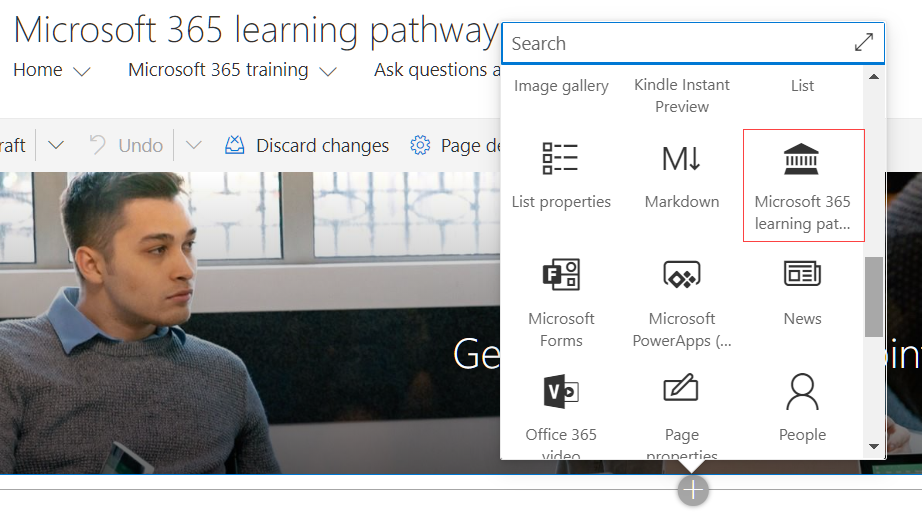 Microsoft 365 learning pathway
Home
Microsoft 365 training
Ask questions a
raft
Undo
Discard changes
Page de
Ge
oin
Search
Image gallery
Kindle Instant
Preview
List
List properties
Markdown
Microsoft 365
learning pat...
Microsoft
Forms
Microsoft
PowerApps (...
News
Office 365
video
Page
properties
People